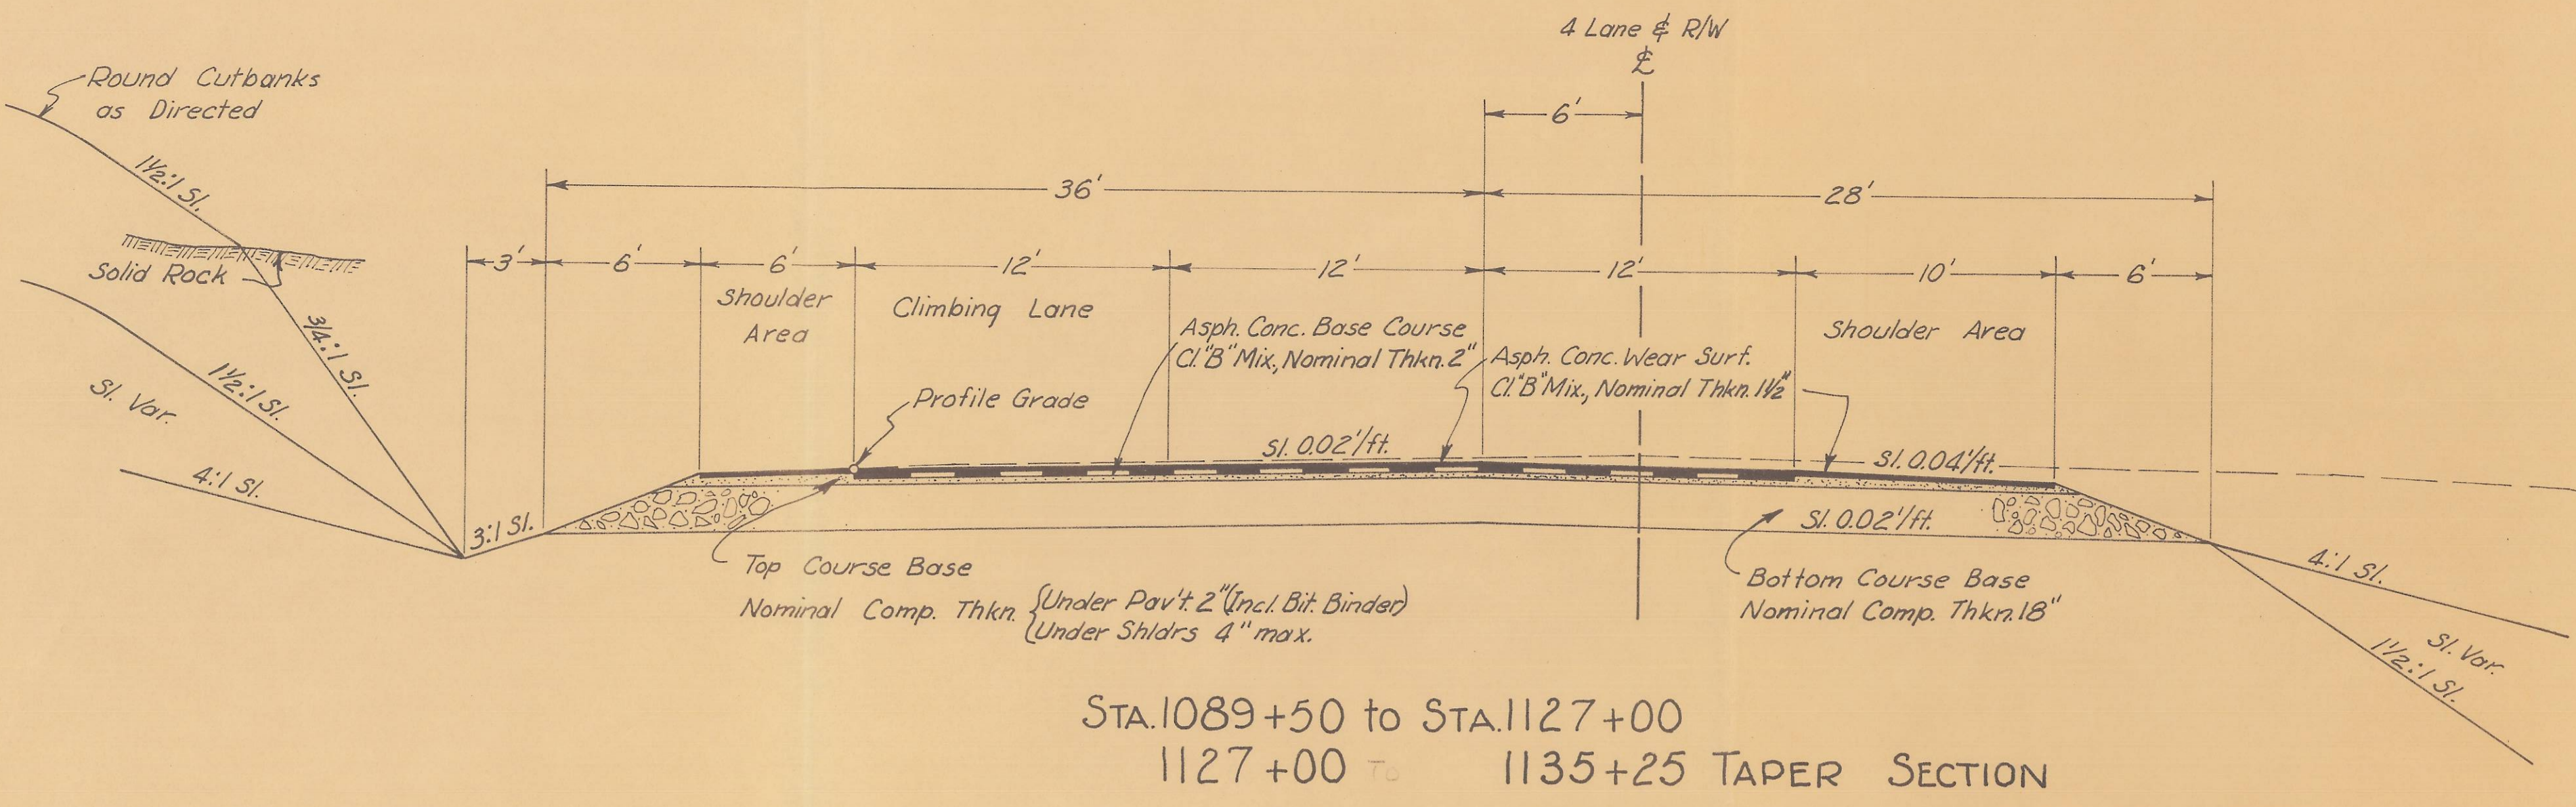 4 Lane ℄ R/W
℄
Round Cutbanks
as Directed
6'
1½:1 Sl.
36'
28'
3'
6'
6'
12'
12'
12'
10'
6'
Solid Rock
Shoulder
Area
Climbing Lane
Shoulder Area
Asph. Conc. Base Course
Cl. "B" Mix., Nominal Thkn. 2"
Asph. Conc. Wear Surf.
Cl. "B" Mix., Nominal Thkn. 1½"
3/4:1 Sl.
1½:1 Sl.
Sl. Var.
Profile Grade
Sl. 0.02'/ft.
Sl. 0.04'/ft.
4:1 Sl.
3:1 Sl.
Sl. 0.02'/ft.
Top Course Base
Nominal Comp. Thkn. {Under Pav't. 2" (Incl. Bit. Binder)
{Under Shldrs 4" max.
Bottom Course Base
Nominal Comp. Thkn. 18"
4:1 Sl.
Sl. Var.
1½:1 Sl.
STA. 1089+50 to STA. 1127+00
1127+00 To 1135+25 TAPER SECTION